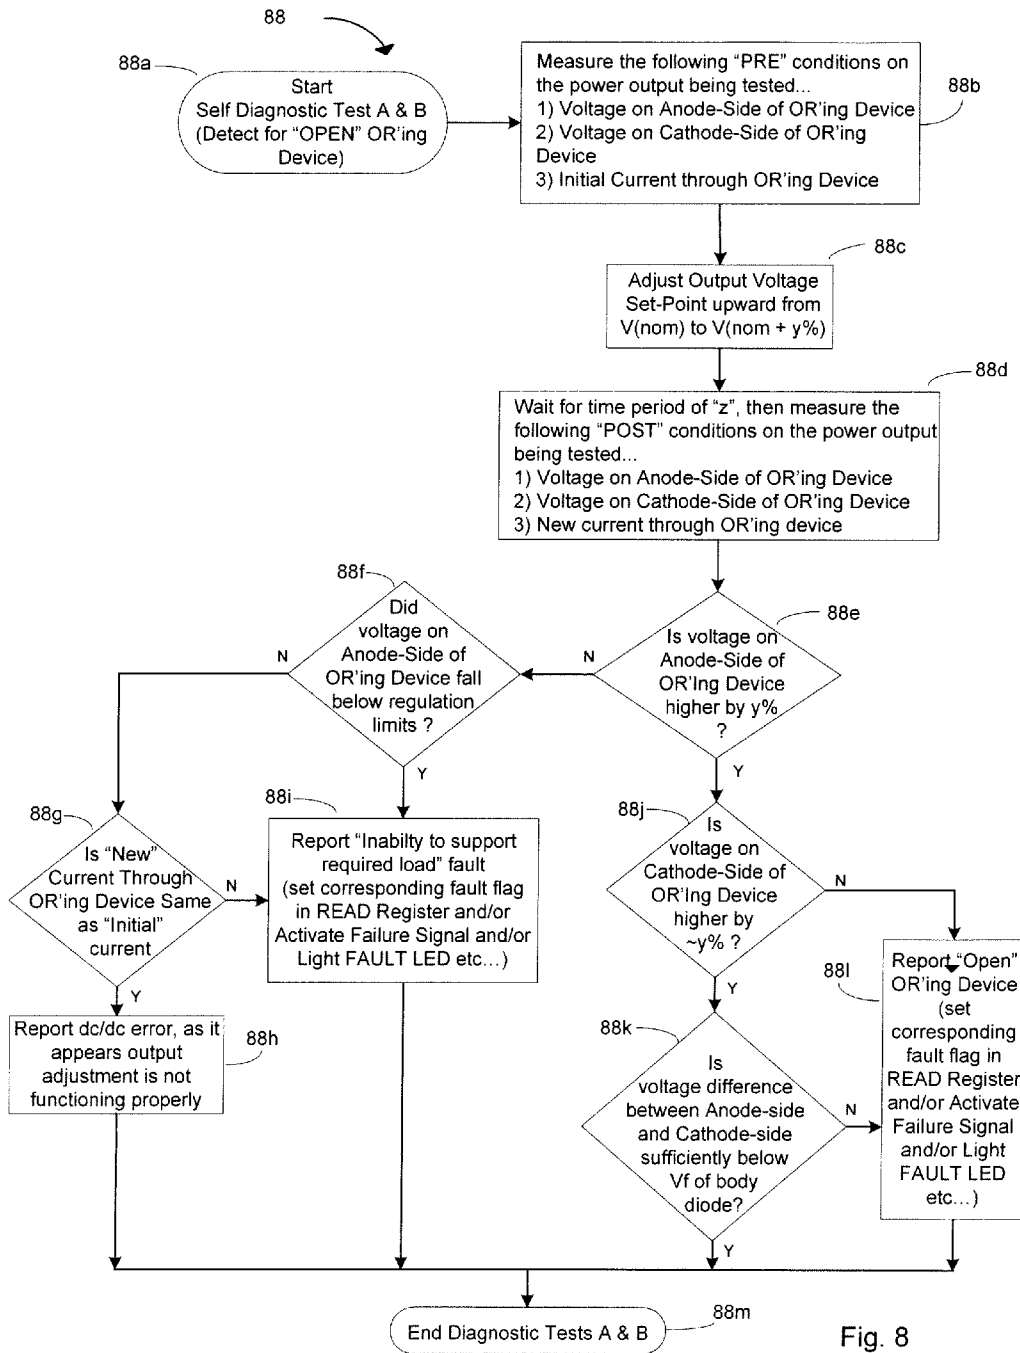 88
88a
Start
Self Diagnostic Test A & B
(Detect for "OPEN" OR'ing
Device)
Measure the following "PRE" conditions on
the power output being tested...
1) Voltage on Anode-Side of OR'ing Device
2) Voltage on Cathode-Side of OR'ing
Device
3) Initial Current through OR'ing Device
88b
88c
Adjust Output Voltage
Set-Point upward from
V(nom) to V(nom + y%)
88d
Wait for time period of "z", then measure the
following "POST" conditions on the power output
being tested...
1) Voltage on Anode-Side of OR'ing Device
2) Voltage on Cathode-Side of OR'ing Device
3) New current through OR'ing device
88f
Did
voltage on
Anode-Side of
OR'ing Device fall
below regulation
limits ?
N
Y
88e
Is voltage on
Anode-Side of
OR'Ing Device
higher by y%
?
N
Y
88g
Is "New"
Current Through
OR'ing Device Same
as "Initial"
current
N
Y
88i
Report "Inabilty to support
required load" fault
(set corresponding fault flag
in READ Register and/or
Activate Failure Signal and/or
Light FAULT LED etc...)
88j
Is
voltage on
Cathode-Side of
OR'Ing Device
higher by
~y% ?
N
Y
Report dc/dc error, as it
appears output
adjustment is not
functioning properly
88h
88k
Is
voltage difference
between Anode-side
and Cathode-side
sufficiently below
Vf of body
diode?
N
Y
88l
Report "Open"
OR'ing Device
(set
corresponding
fault flag in
READ Register
and/or Activate
Failure Signal
and/or Light
FAULT LED
etc...)
End Diagnostic Tests A & B
88m
Fig. 8